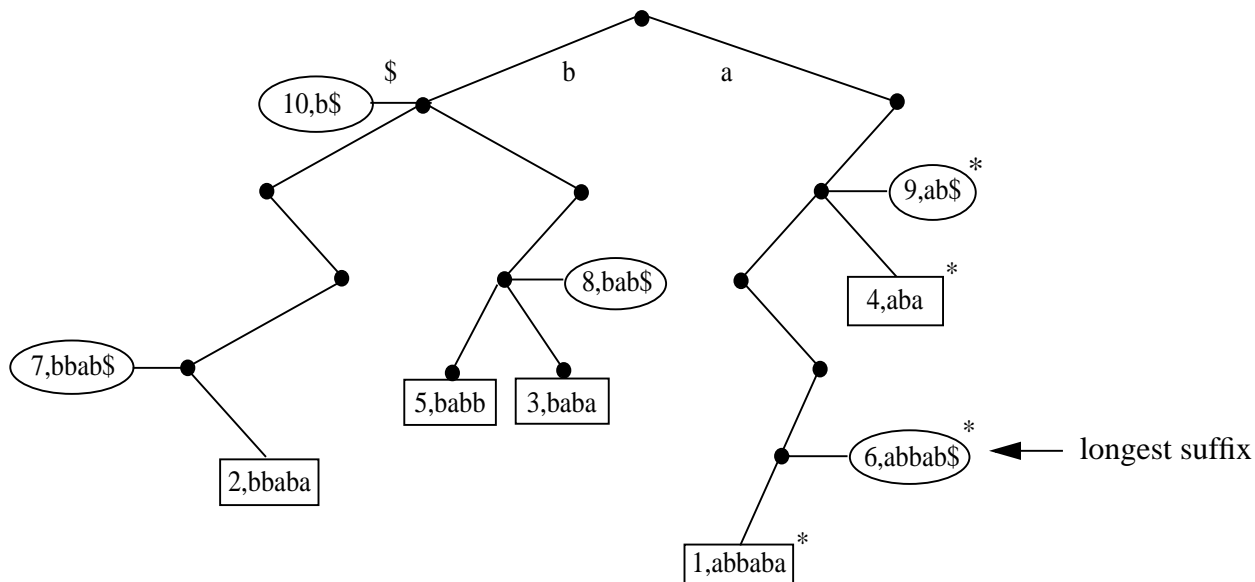 $
b
a
10,b$
9,ab$
*
8,bab$
4,aba
*
7,bbab$
5,babb
3,baba
6,abbab$
*
longest suffix
2,bbaba
1,abbaba
*